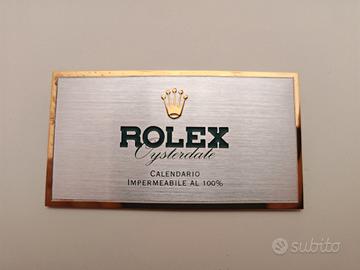 ROLEX
Oysterdate
CALENDARIO
IMPERMEABILE AL 100%
subito